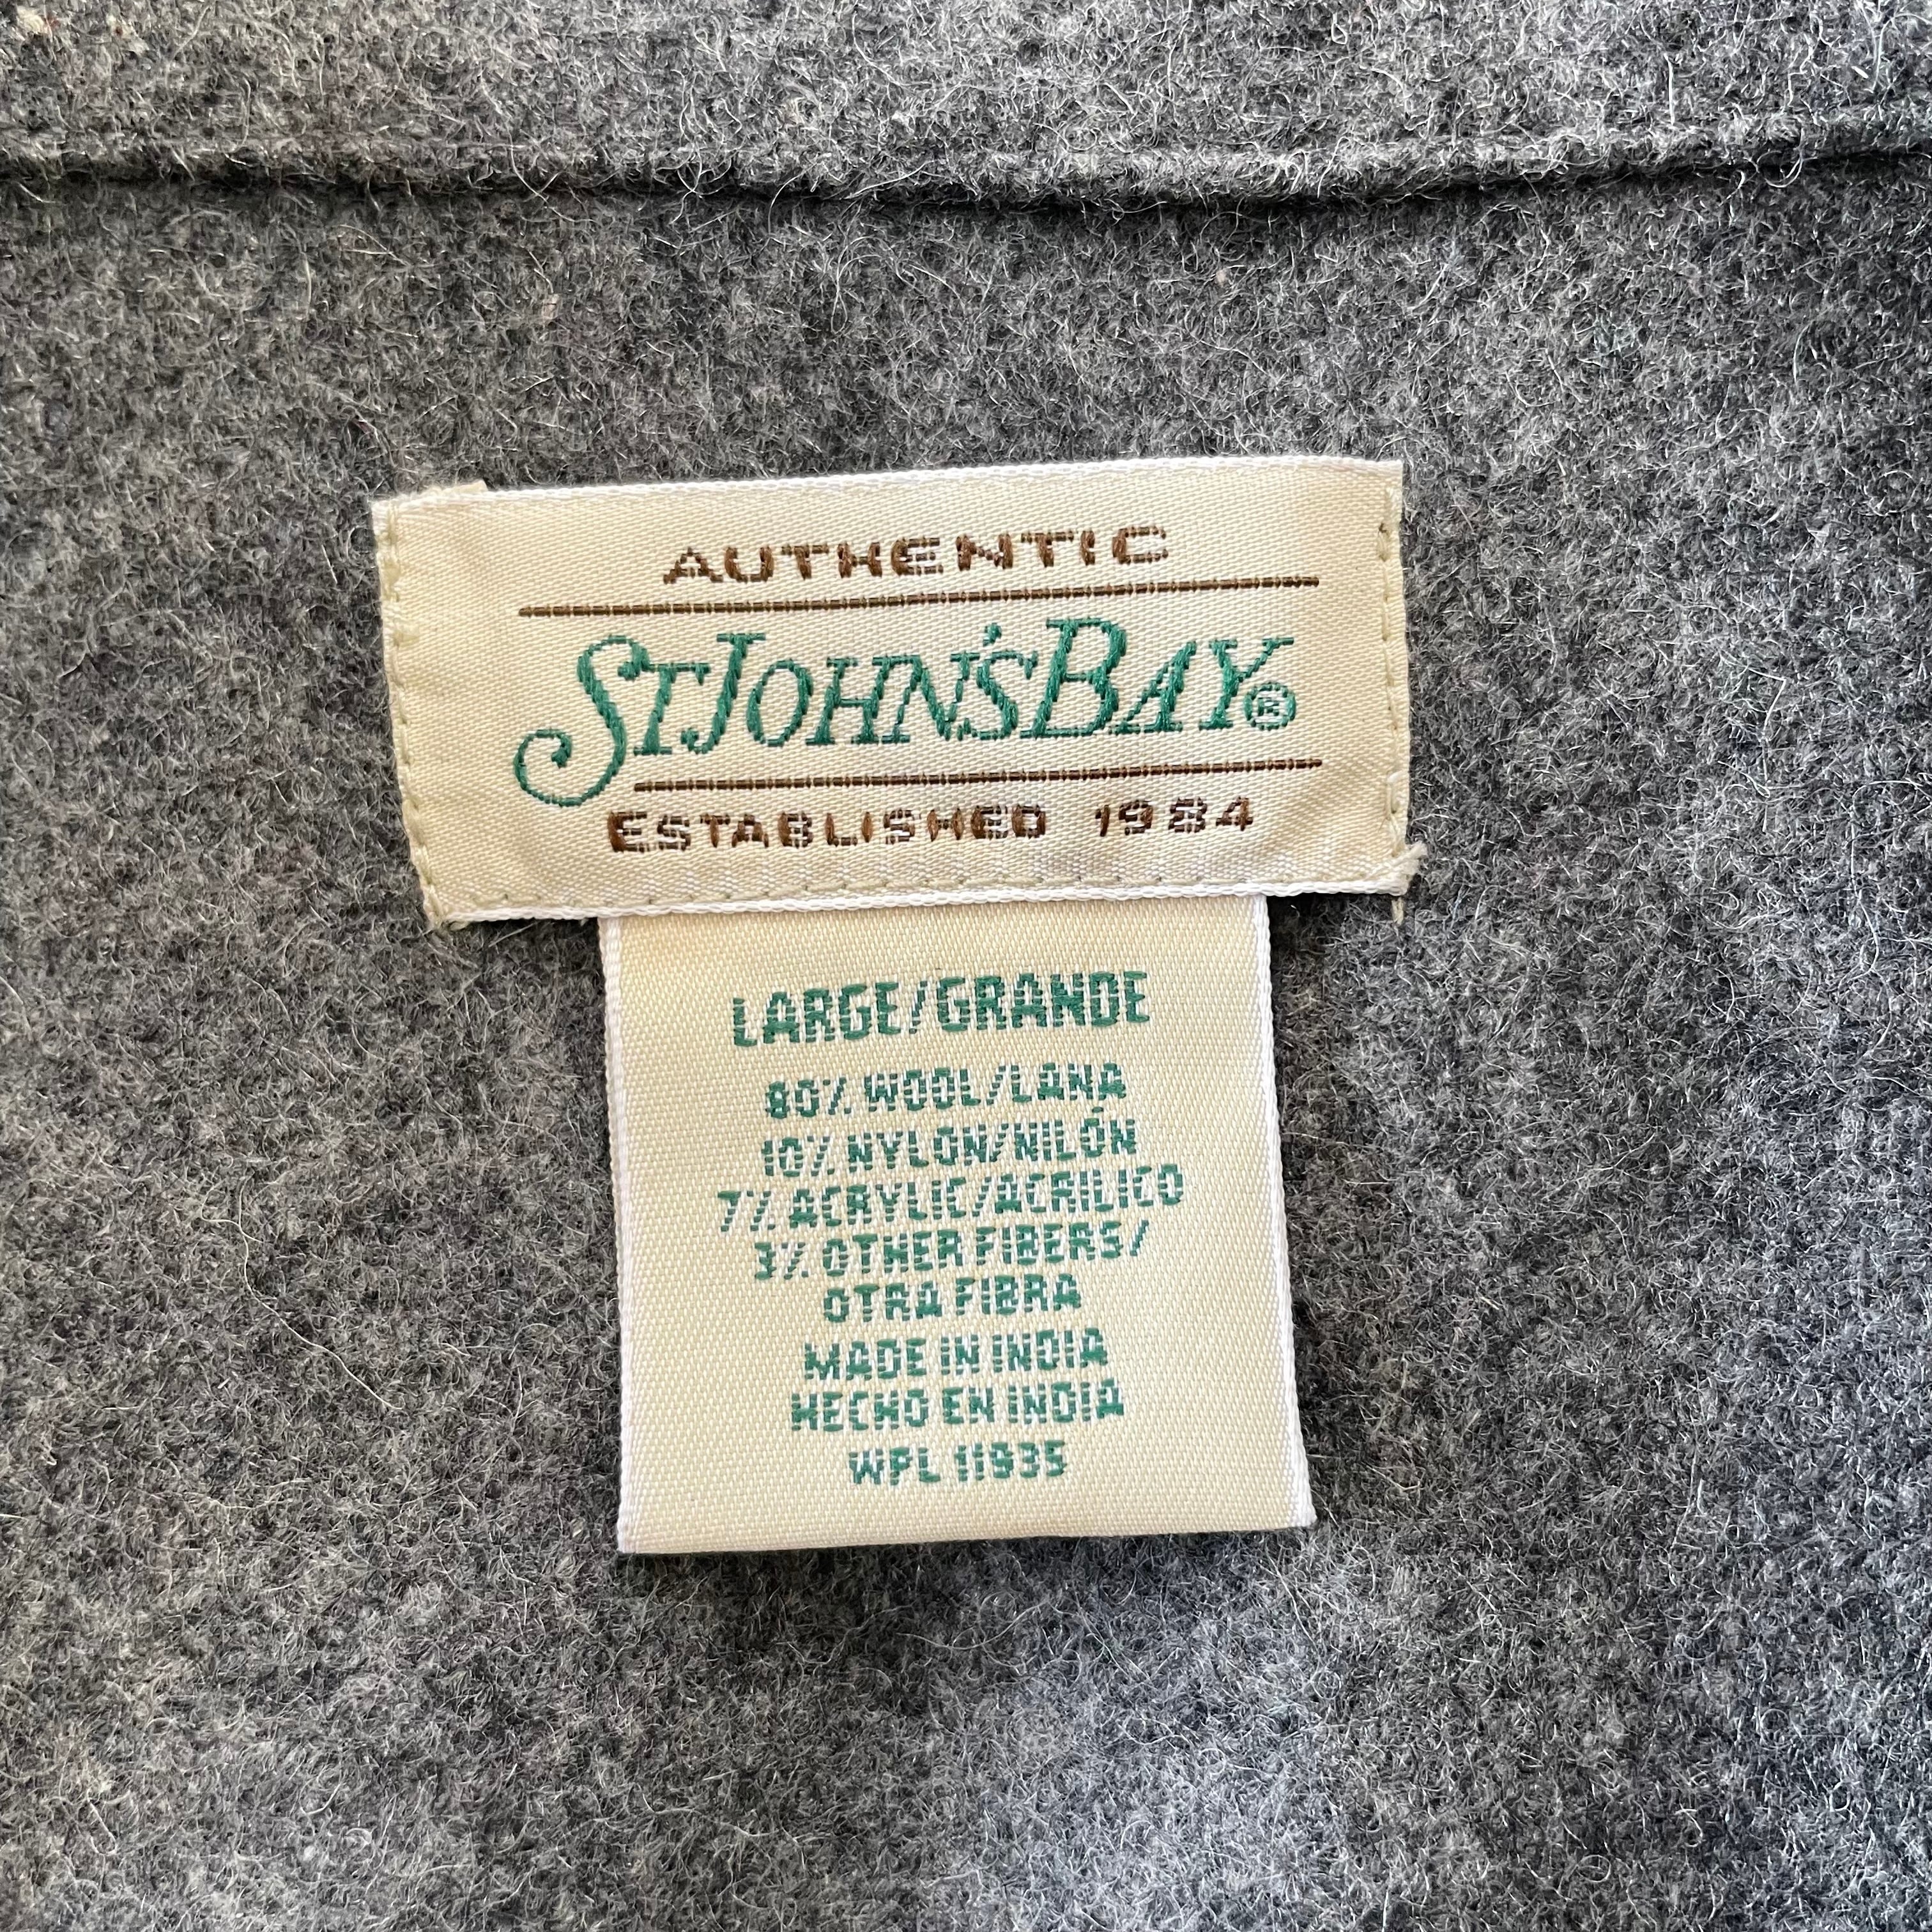 AUTHENTIC
ST JOHN'S BAY®
ESTABLISHED 1984
LARGE/GRANDE
80% WOOL/LANA
10% NYLON/NILÓN
7% ACRYLIC/ACRILICO
3% OTHER FIBERS/
OTRA FIBRA
MADE IN INDIA
HECHO EN INDIA
WPL 11935